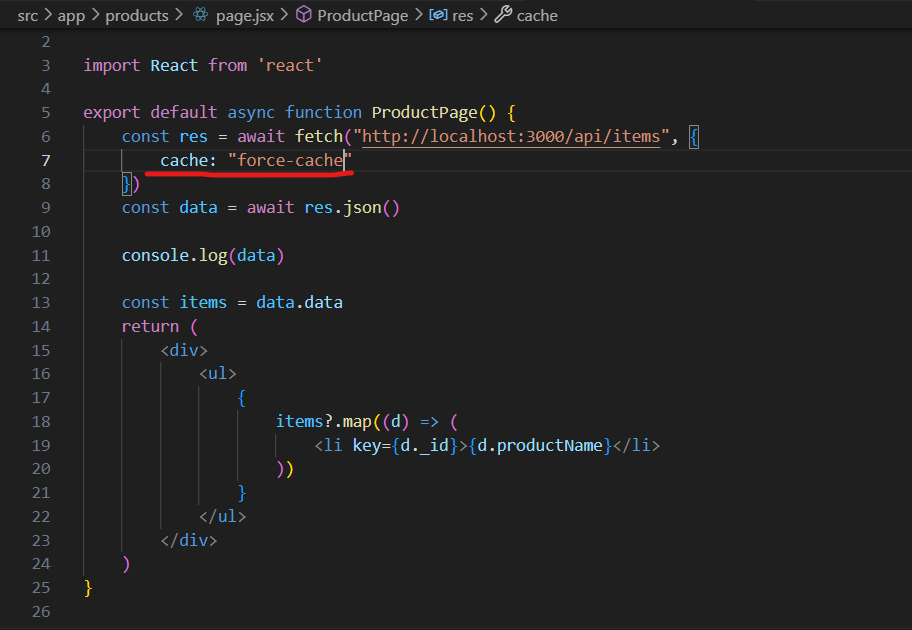 src > app > products > page.jsx > ProductPage > res > cache
2
3 import React from 'react'
4
5 export default async function ProductPage() {
6 const res = await fetch("http://localhost:3000/api/items", {
7 cache: "force-cache"
8 })
9 const data = await res.json()
10
11 console.log(data)
12
13 const items = data.data
14 return (
15 <div>
16 <ul>
17 {
18 items?.map((d) => (
19 <li key={d._id}>{d.productName}</li>
20 ))
21 }
22 </ul>
23 </div>
24 )
25 }
26